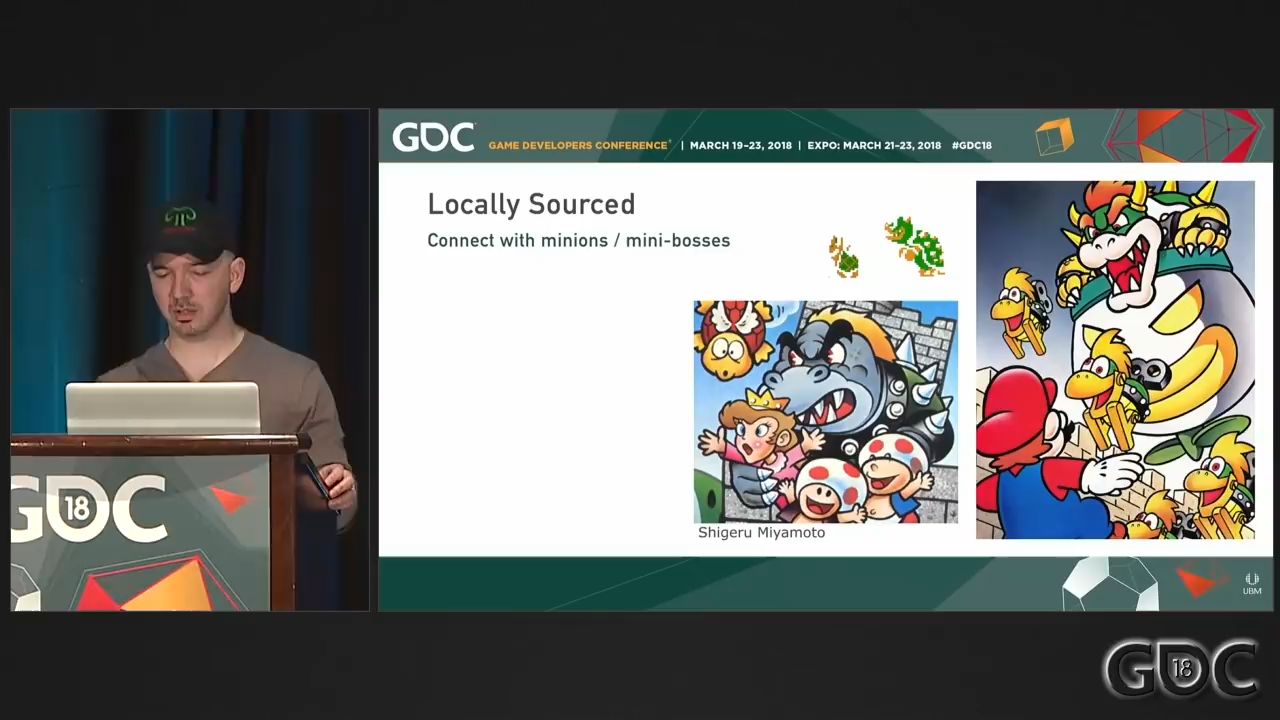 GDC
GAME DEVELOPERS CONFERENCE® | MARCH 19–23, 2018 | EXPO: MARCH 21–23, 2018 #GDC18
Locally Sourced
Connect with minions / mini-bosses
Shigeru Miyamoto
GDC
18
UBM
GDC
18